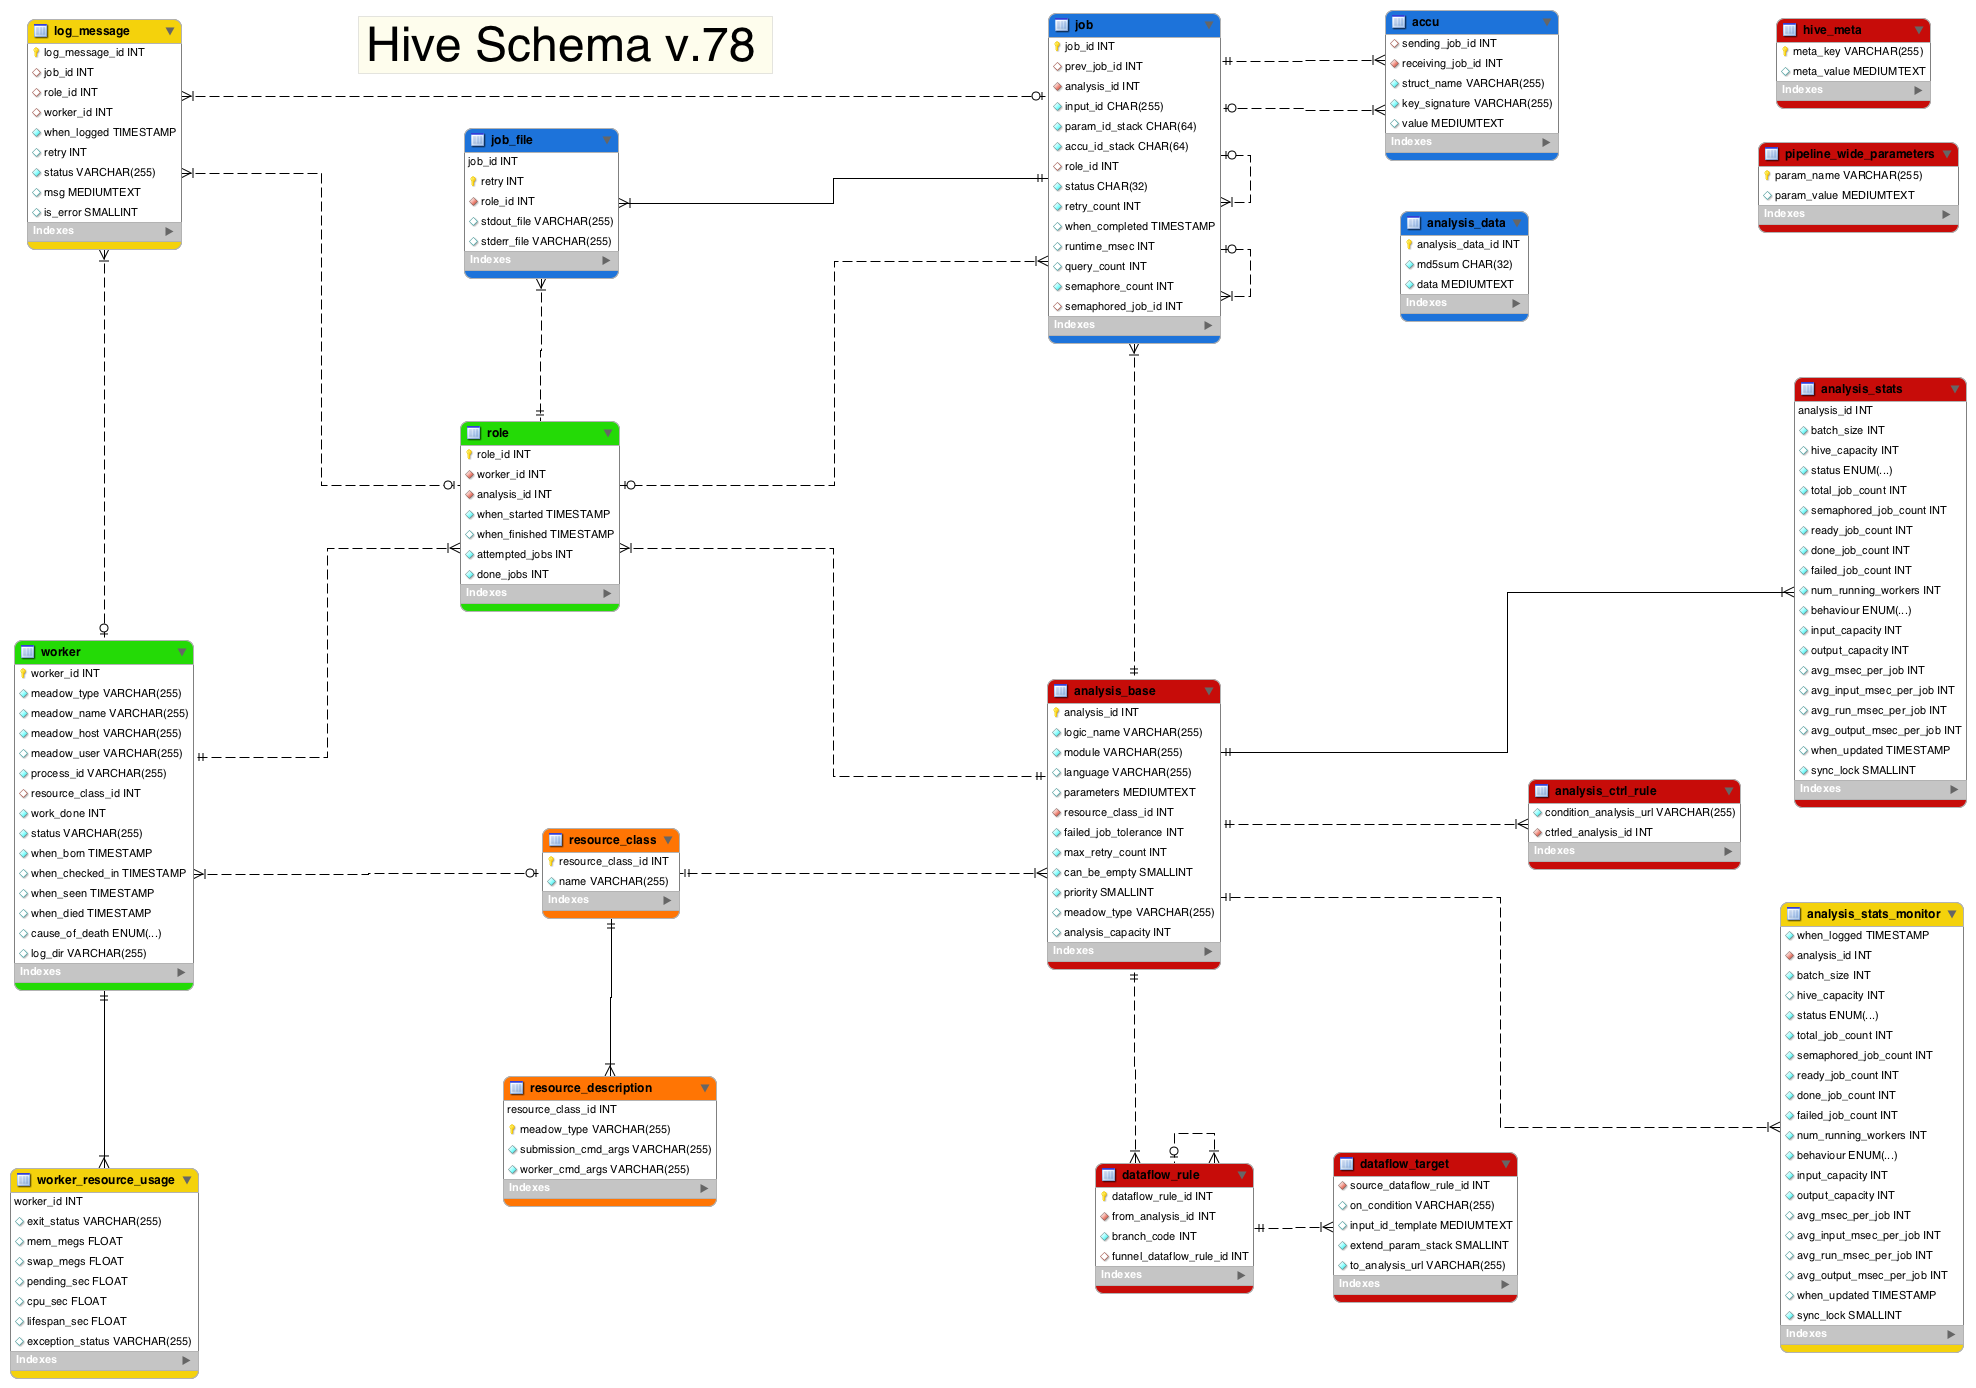 Hive Schema v.78
log_message
log_message_id INT
job_id INT
role_id INT
worker_id INT
when_logged TIMESTAMP
retry INT
status VARCHAR(255)
msg MEDIUMTEXT
is_error SMALLINT
Indexes
job_file
job_id INT
retry INT
role_id INT
stdout_file VARCHAR(255)
stderr_file VARCHAR(255)
Indexes
job
job_id INT
prev_job_id INT
analysis_id INT
input_id CHAR(255)
param_id_stack CHAR(64)
accu_id_stack CHAR(64)
role_id INT
status CHAR(32)
retry_count INT
when_completed TIMESTAMP
runtime_msec INT
query_count INT
semaphore_count INT
semaphored_job_id INT
Indexes
accu
sending_job_id INT
receiving_job_id INT
struct_name VARCHAR(255)
key_signature VARCHAR(255)
value MEDIUMTEXT
Indexes
hive_meta
meta_key VARCHAR(255)
meta_value MEDIUMTEXT
Indexes
pipeline_wide_parameters
param_name VARCHAR(255)
param_value MEDIUMTEXT
Indexes
analysis_data
analysis_data_id INT
md5sum CHAR(32)
data MEDIUMTEXT
Indexes
analysis_stats
analysis_id INT
batch_size INT
hive_capacity INT
status ENUM(...)
total_job_count INT
semaphored_job_count INT
ready_job_count INT
done_job_count INT
failed_job_count INT
num_running_workers INT
behaviour ENUM(...)
input_capacity INT
output_capacity INT
avg_msec_per_job INT
avg_input_msec_per_job INT
avg_run_msec_per_job INT
avg_output_msec_per_job INT
when_updated TIMESTAMP
sync_lock SMALLINT
Indexes
role
role_id INT
worker_id INT
analysis_id INT
when_started TIMESTAMP
when_finished TIMESTAMP
attempted_jobs INT
done_jobs INT
Indexes
worker
worker_id INT
meadow_type VARCHAR(255)
meadow_name VARCHAR(255)
meadow_host VARCHAR(255)
meadow_user VARCHAR(255)
process_id VARCHAR(255)
resource_class_id INT
work_done INT
status VARCHAR(255)
when_born TIMESTAMP
when_checked_in TIMESTAMP
when_seen TIMESTAMP
when_died TIMESTAMP
cause_of_death ENUM(...)
log_dir VARCHAR(255)
Indexes
resource_class
resource_class_id INT
name VARCHAR(255)
Indexes
analysis_base
analysis_id INT
logic_name VARCHAR(255)
module VARCHAR(255)
language VARCHAR(255)
parameters MEDIUMTEXT
resource_class_id INT
failed_job_tolerance INT
max_retry_count INT
can_be_empty SMALLINT
priority SMALLINT
meadow_type VARCHAR(255)
analysis_capacity INT
Indexes
analysis_ctrl_rule
condition_analysis_url VARCHAR(255)
ctrled_analysis_id INT
Indexes
analysis_stats_monitor
when_logged TIMESTAMP
analysis_id INT
batch_size INT
hive_capacity INT
status ENUM(...)
total_job_count INT
semaphored_job_count INT
ready_job_count INT
done_job_count INT
failed_job_count INT
num_running_workers INT
behaviour ENUM(...)
input_capacity INT
output_capacity INT
avg_msec_per_job INT
avg_input_msec_per_job INT
avg_run_msec_per_job INT
avg_output_msec_per_job INT
when_updated TIMESTAMP
sync_lock SMALLINT
Indexes
resource_description
resource_class_id INT
meadow_type VARCHAR(255)
submission_cmd_args VARCHAR(255)
worker_cmd_args VARCHAR(255)
Indexes
worker_resource_usage
worker_id INT
exit_status VARCHAR(255)
mem_megs FLOAT
swap_megs FLOAT
pending_sec FLOAT
cpu_sec FLOAT
lifespan_sec FLOAT
exception_status VARCHAR(255)
Indexes
dataflow_rule
dataflow_rule_id INT
from_analysis_id INT
branch_code INT
funnel_dataflow_rule_id INT
Indexes
dataflow_target
source_dataflow_rule_id INT
on_condition VARCHAR(255)
input_id_template MEDIUMTEXT
extend_param_stack SMALLINT
to_analysis_url VARCHAR(255)
Indexes